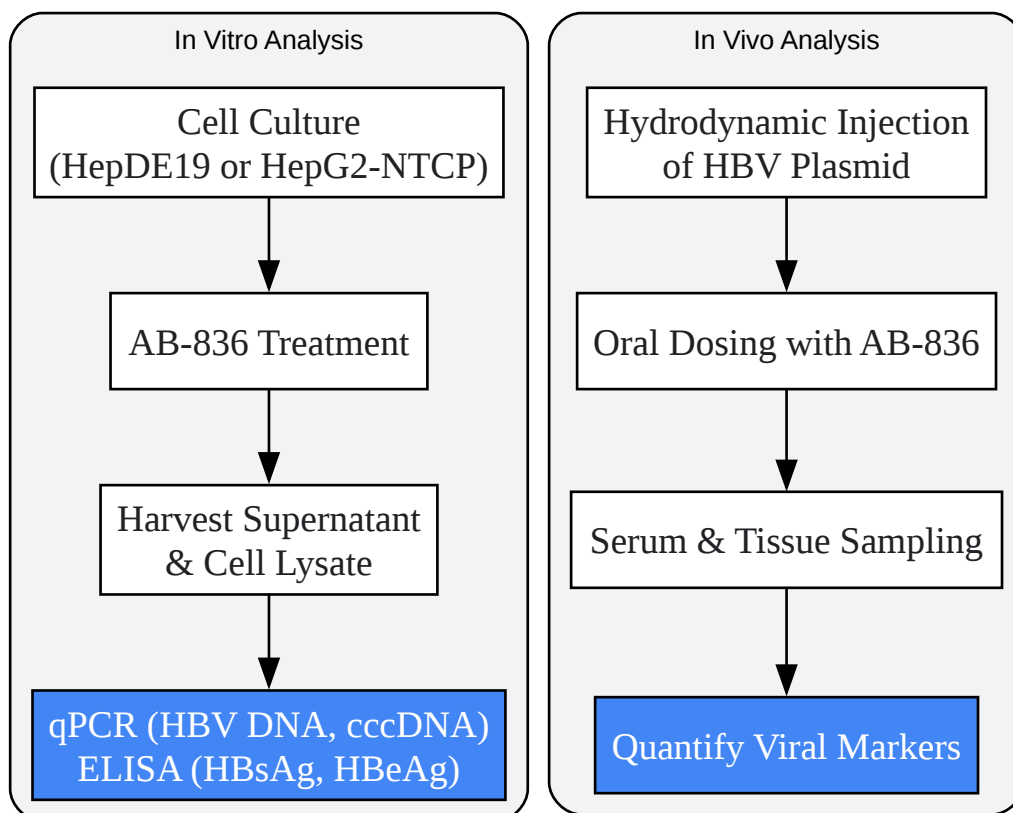 In Vitro Analysis
Cell Culture
(HepDE19 or HepG2-NTCP)
AB-836 Treatment
Harvest Supernatant
& Cell Lysate
qPCR (HBV DNA, cccDNA)
ELISA (HBsAg, HBeAg)
In Vivo Analysis
Hydrodynamic Injection
of HBV Plasmid
Oral Dosing with AB-836
Serum & Tissue Sampling
Quantify Viral Markers